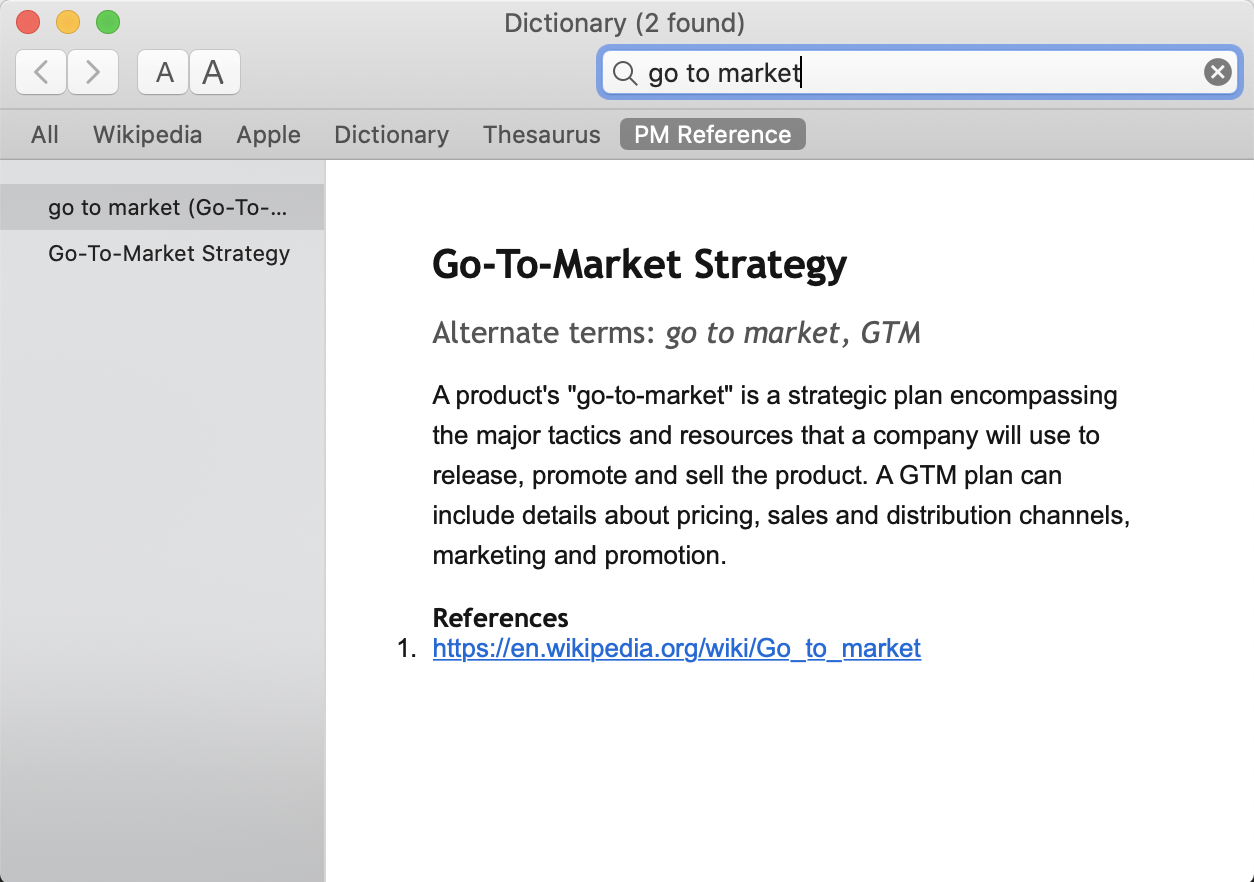 Dictionary (2 found)
A A
go to market
All Wikipedia Apple Dictionary Thesaurus PM Reference
go to market (Go-To-...
Go-To-Market Strategy
Go-To-Market Strategy
Alternate terms: go to market, GTM
A product's "go-to-market" is a strategic plan encompassing
the major tactics and resources that a company will use to
release, promote and sell the product. A GTM plan can
include details about pricing, sales and distribution channels,
marketing and promotion.
References
1. https://en.wikipedia.org/wiki/Go_to_market